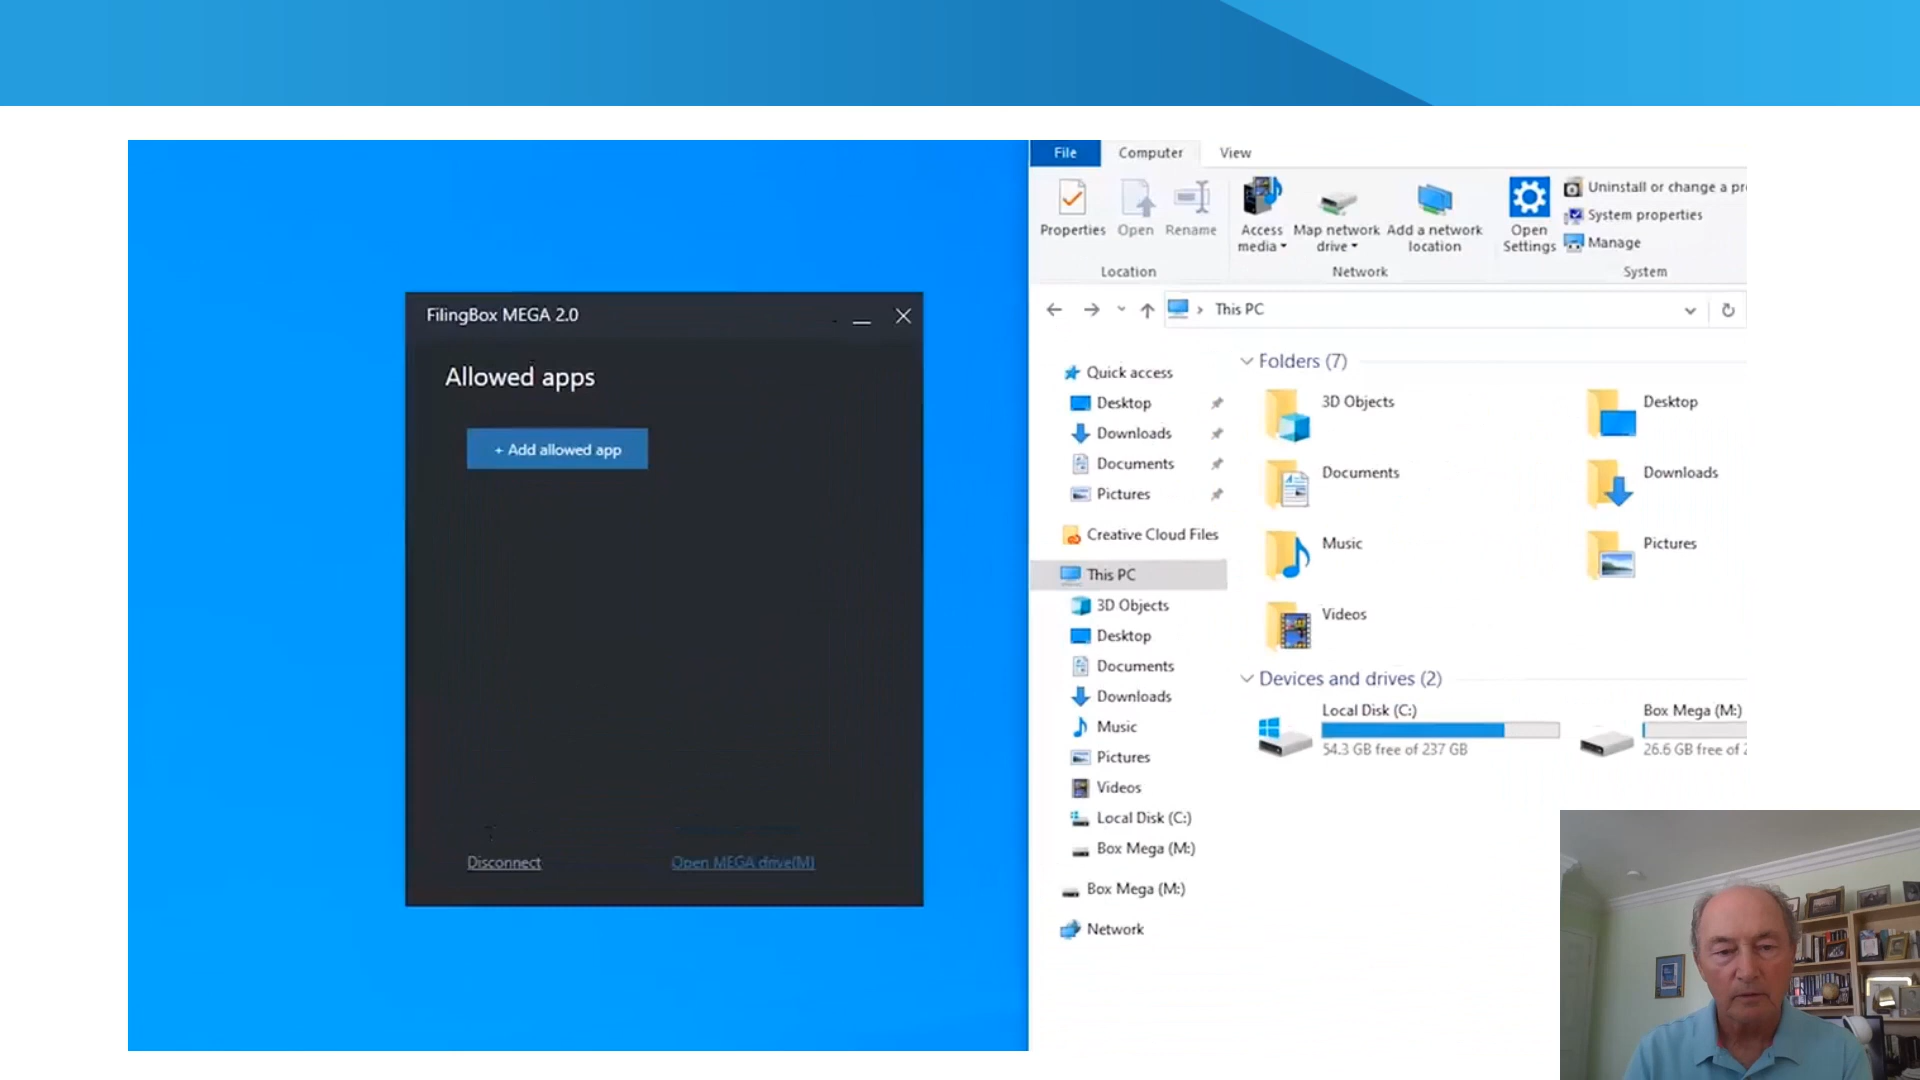 FilingBox MEGA 2.0
Allowed apps
+ Add allowed app
Disconnect
Open MEGA drive(M)
File
Computer
View
Properties
Open
Rename
Location
Access
media
Map network
drive
Add a network
location
Network
Open
Settings
Uninstall or change a pr
System properties
Manage
System
This PC
Quick access
Desktop
Downloads
Documents
Pictures
Creative Cloud Files
This PC
3D Objects
Desktop
Documents
Downloads
Music
Pictures
Videos
Local Disk (C:)
Box Mega (M:)
Box Mega (M:)
Network
Folders (7)
3D Objects
Desktop
Documents
Downloads
Music
Pictures
Videos
Devices and drives (2)
Local Disk (C:)
54.3 GB free of 237 GB
Box Mega (M:)
26.6 GB free of 2